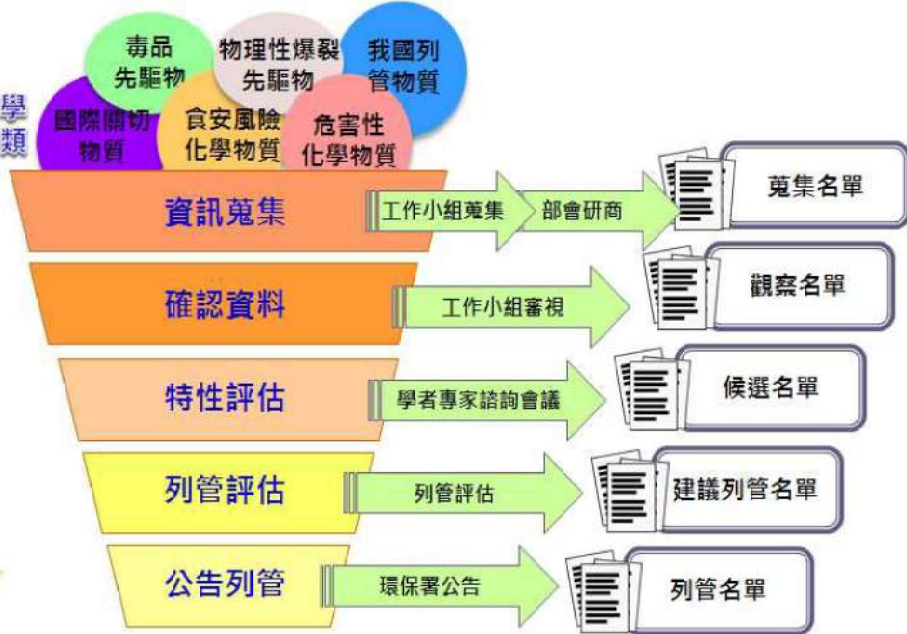 毒品
先驅物
物理性爆裂
先驅物
我國列
管物質
學
類
國際關切
物質
食安風險
化學物質
危害性
化學物質
資訊蒐集
工作小組蒐集
部會研商
蒐集名單
確認資料
工作小組審視
觀察名單
特性評估
學者專家諮詢會議
候選名單
列管評估
列管評估
建議列管名單
公告列管
環保署公告
列管名單